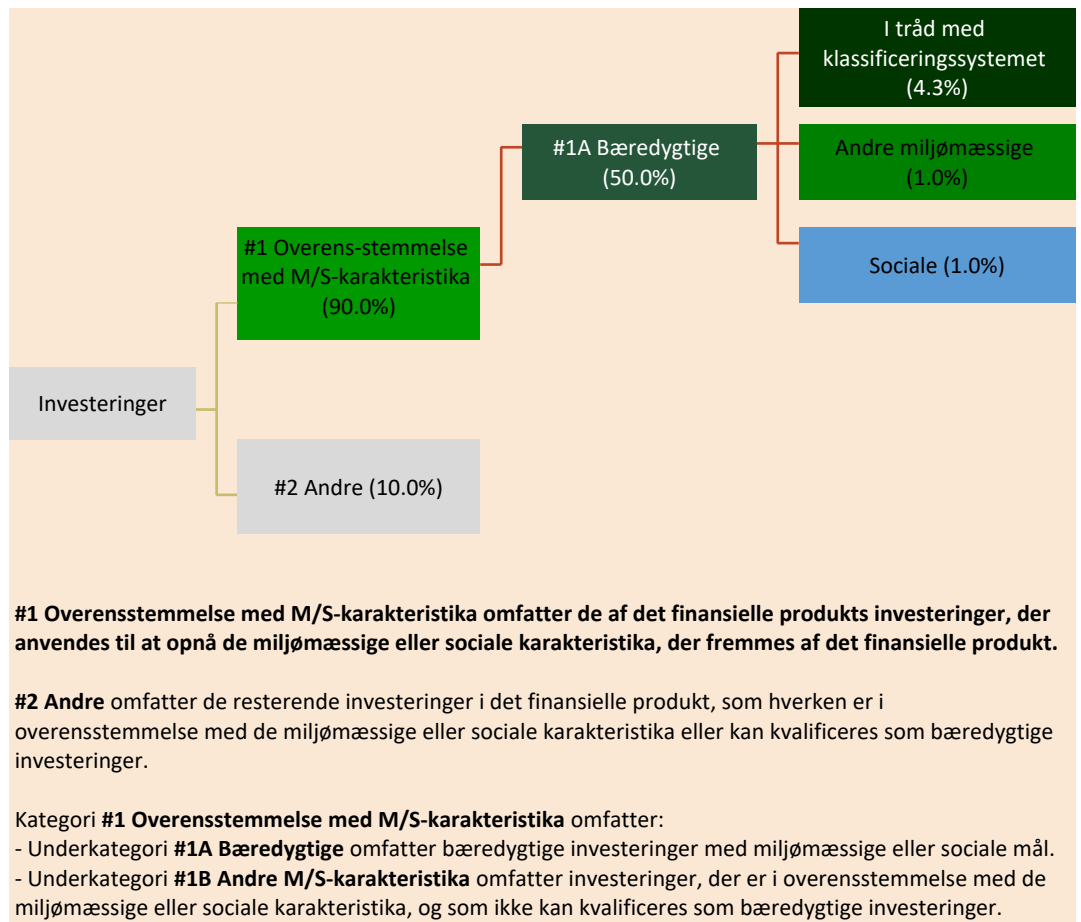 I tråd med
klassificeringssystemet
(4.3%)
#1A Bæredygtige
(50.0%)
Andre miljømæssige
(1.0%)
#1 Overens-stemmelse
med M/S-karakteristika
(90.0%)
Sociale (1.0%)
Investeringer
#2 Andre (10.0%)
#1 Overensstemmelse med M/S-karakteristika omfatter de af det finansielle produkts investeringer, der
anvendes til at opnå de miljømæssige eller sociale karakteristika, der fremmes af det finansielle produkt.
#2 Andre omfatter de resterende investeringer i det finansielle produkt, som hverken er i
overensstemmelse med de miljømæssige eller sociale karakteristika eller kan kvalificeres som bæredygtige
investeringer.
Kategori #1 Overensstemmelse med M/S-karakteristika omfatter:
- Underkategori #1A Bæredygtige omfatter bæredygtige investeringer med miljømæssige eller sociale mål.
- Underkategori #1B Andre M/S-karakteristika omfatter investeringer, der er i overensstemmelse med de
miljømæssige eller sociale karakteristika, og som ikke kan kvalificeres som bæredygtige investeringer.